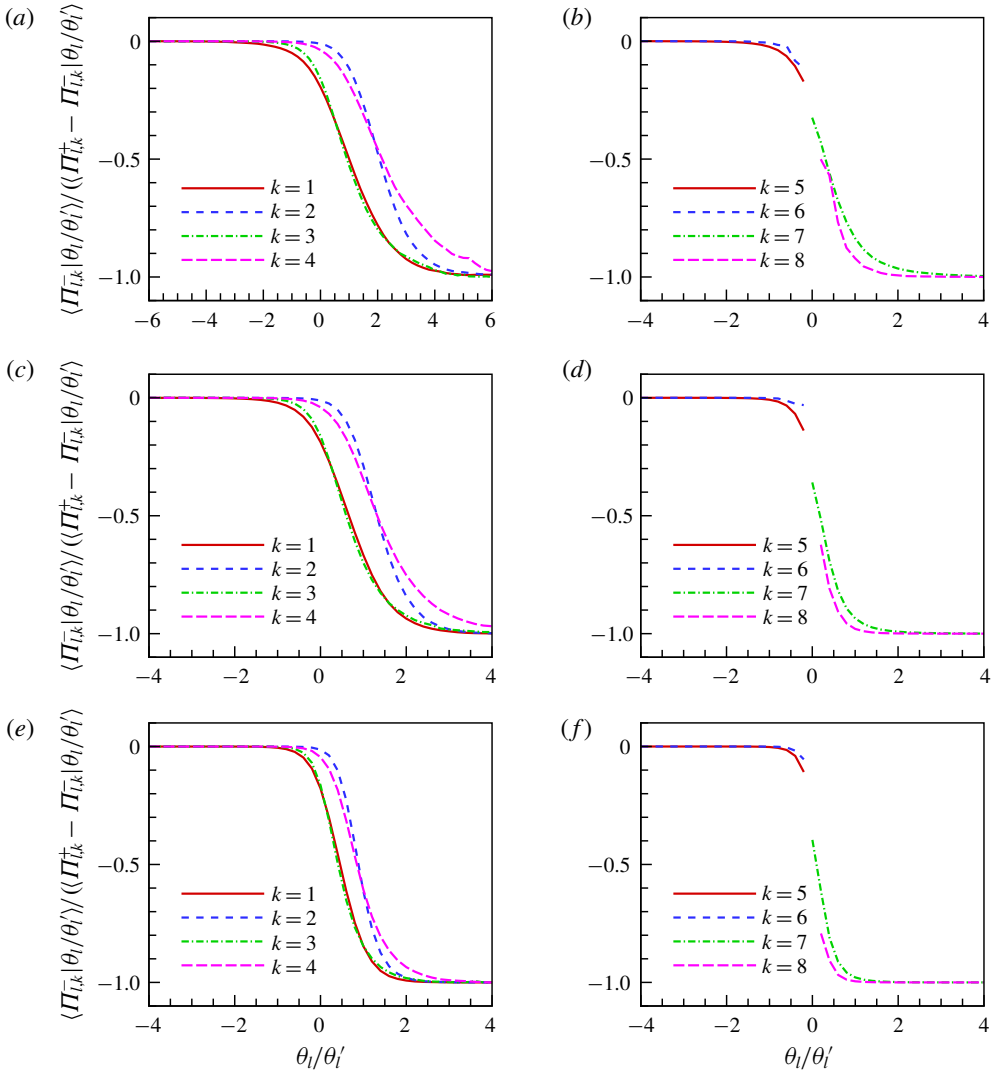 (a)
⟨Π⁻_{l,k}|θ_l/θ′_l⟩/(⟨Π⁺_{l,k} − Π⁻_{l,k}|θ_l/θ′_l⟩
0
−0.5
−1.0
k = 1
k = 2
k = 3
k = 4
−6 −4 −2 0 2 4 6
(b)
0
−0.5
−1.0
k = 5
k = 6
k = 7
k = 8
−4 −2 0 2 4
(c)
⟨Π⁻_{l,k}|θ_l/θ′_l⟩/(⟨Π⁺_{l,k} − Π⁻_{l,k}|θ_l/θ′_l⟩
0
−0.5
−1.0
k = 1
k = 2
k = 3
k = 4
−4 −2 0 2 4
(d)
0
−0.5
−1.0
k = 5
k = 6
k = 7
k = 8
−4 −2 0 2 4
(e)
⟨Π⁻_{l,k}|θ_l/θ′_l⟩/(⟨Π⁺_{l,k} − Π⁻_{l,k}|θ_l/θ′_l⟩
0
−0.5
−1.0
k = 1
k = 2
k = 3
k = 4
−4 −2 0 2 4
θ_l/θ_l′
(f)
0
−0.5
−1.0
k = 5
k = 6
k = 7
k = 8
−4 −2 0 2 4
θ_l/θ_l′